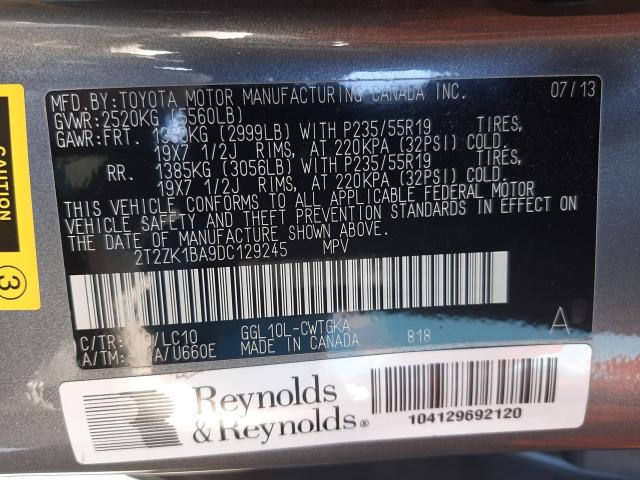 MFD.BY:TOYOTA MOTOR MANUFACTURING CANADA INC. 07/13
GVWR:2520KG (5560LB)
GAWR:FRT. (2999LB) WITH P235/55R19 TIRES,
19X7 1/2J RIMS, AT 220KPA (32PSI) COLD.
RR. 1385KG (3056LB) WITH P235/55R19 TIRES,
19X7 1/2J RIMS, AT 220KPA (32PSI) COLD.
THIS VEHICLE CONFORMS TO ALL APPLICABLE FEDERAL MOTOR
VEHICLE SAFETY AND THEFT PREVENTION STANDARDS IN EFFECT ON
THE DATE OF MANUFACTURE SHOWN ABOVE.
2T2ZK1BA9DC129245 MPV
C/TR: /LC10 GGL10L-CWTGKA A
A/TM: A/U660E MADE IN CANADA 818
CAUTION
3
Reynolds
& Reynolds®
104129692120